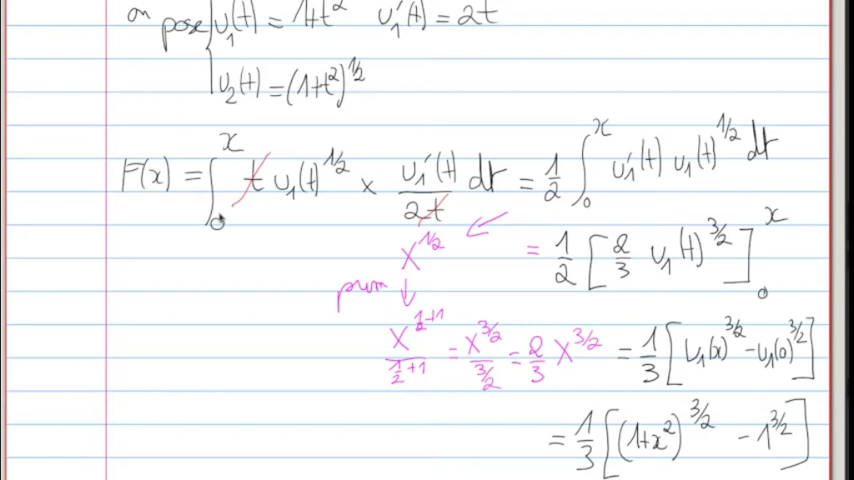 on pose u₁(t) = 1+t² u₁'(t) = 2t
u₂(t) = (1+t²)^1/2
F(x) = ∫₀ˣ t u₁(t)^1/2 × u₁'(t)/2t dt = 1/2 ∫₀ˣ u₁'(t) u₁(t)^1/2 dt
X^1/2 ← = 1/2 [2/3 u₁(t)^3/2]₀ˣ
prim ↓
X^(1/2+1)/(1/2+1) = X^3/2/(3/2) = 2/3 X^3/2 = 1/3 [u₁(x)^3/2 - u₁(0)^3/2]
= 1/3 [(1+x²)^3/2 - 1^3/2]